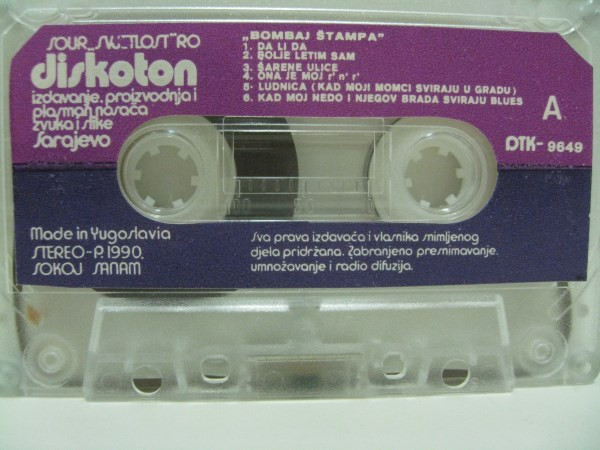 SOUR „SVJETLOST" RO
diskoton
izdavanje, proizvodnja i
plasman nosača
zvuka i slike
Sarajevo
„BOMBAJ ŠTAMPA"
1. DA LI DA
2. BOLJE LETIM SAM
3. ŠARENE ULICE
4. ONA JE MOJ r' n' r'
5. LUDNICA (KAD MOJI MOMCI SVIRAJU U GRADU)
6. KAD MOJ NEDO I NJEGOV BRADA SVIRAJU BLUES
A
DTK- 9649
Made in Yugoslavia
STEREO-P. 1990.
SOKOJ SANAM
Sva prava izdavača i vlasnika snimljenog
djela pridržana. Zabranjeno presnimavanje,
umnožavanje i radio difuzija.